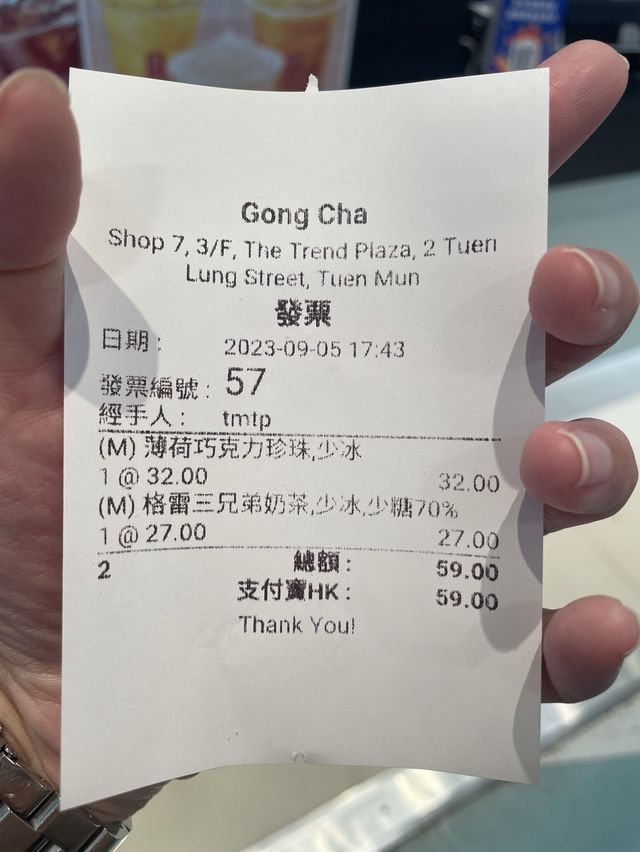 Gong Cha
Shop 7, 3/F, The Trend Plaza, 2 Tuen
Lung Street, Tuen Mun
發票
日期 : 2023-09-05 17:43
發票編號 : 57
經手人 : tmtp
(M) 薄荷巧克力珍珠,少冰
1 @ 32.00 32.00
(M) 格雷三兄弟奶茶,少冰,少糖70%
1 @ 27.00 27.00
2 總額 : 59.00
支付寶HK : 59.00
Thank You!